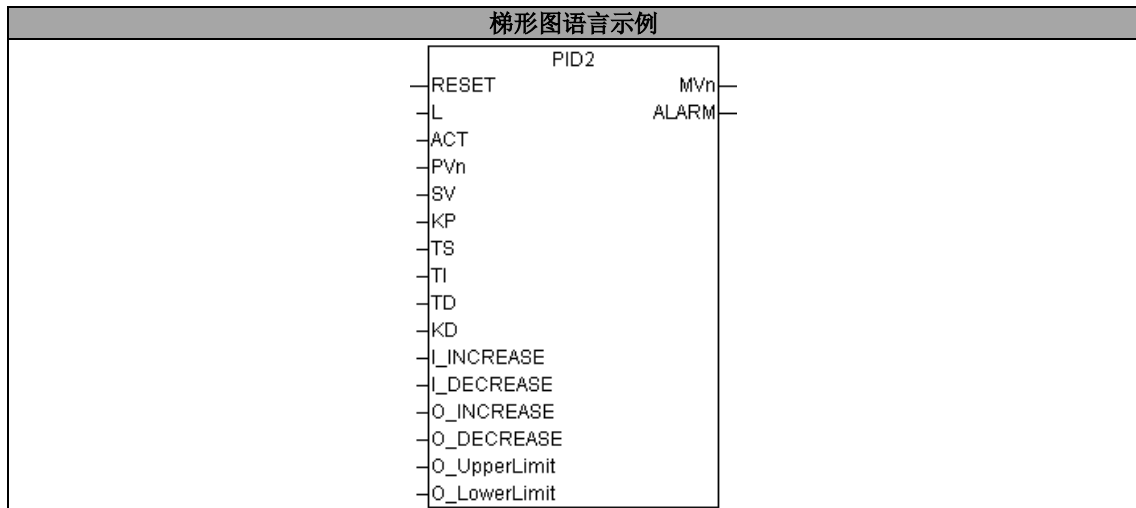 梯形图语言示例
PID2
RESET MVn
L ALARM
ACT
PVn
SV
KP
TS
TI
TD
KD
I_INCREASE
I_DECREASE
O_INCREASE
O_DECREASE
O_UpperLimit
O_LowerLimit